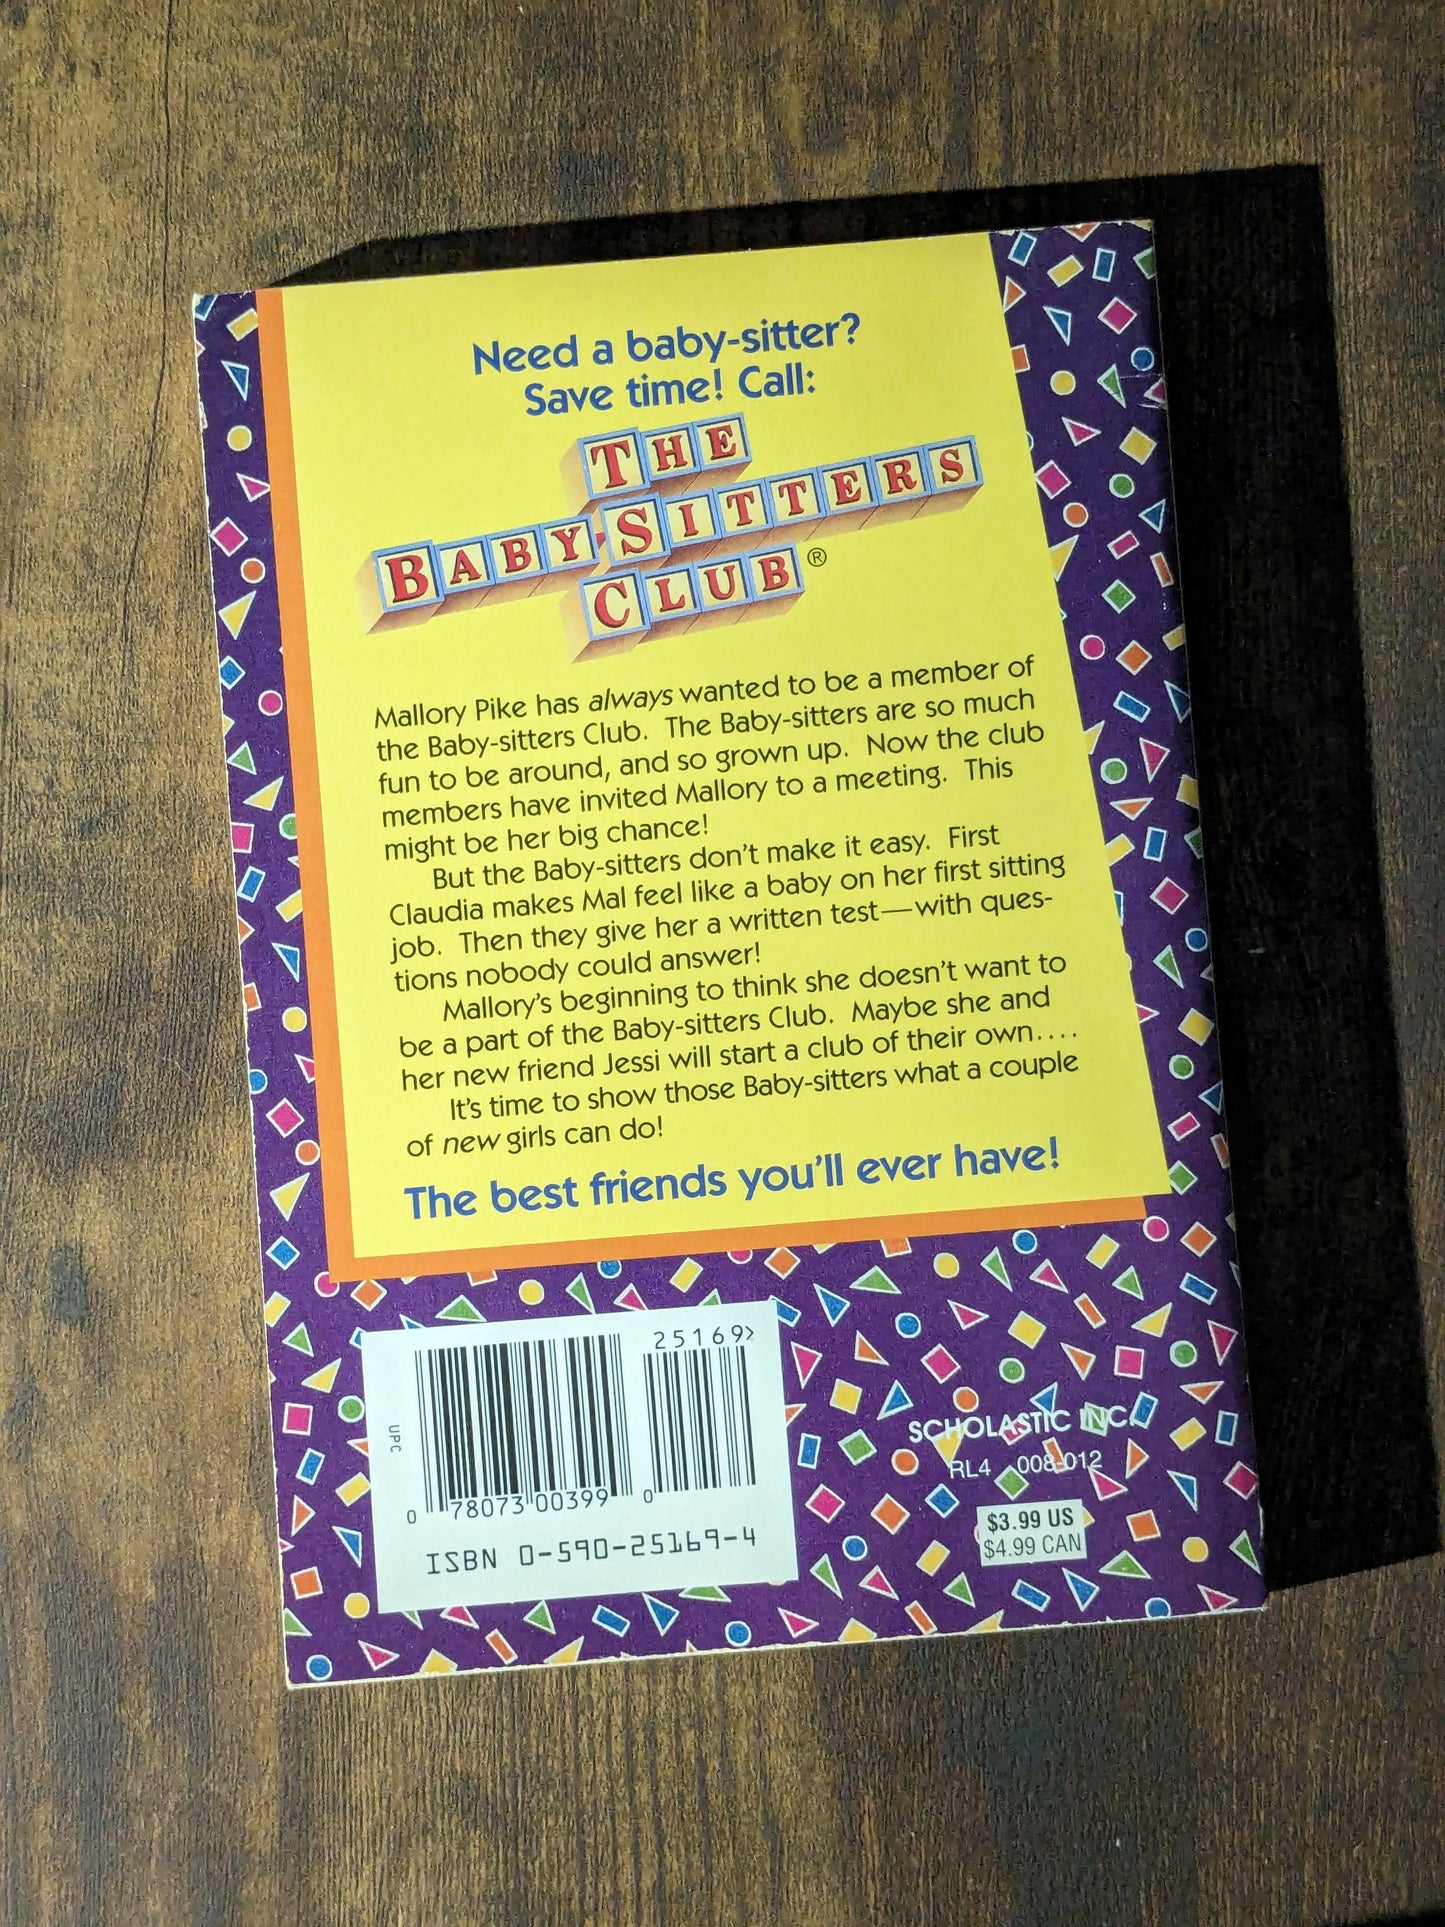 Need a baby-sitter?
Save time! Call:
THE
BABY-SITTERS
CLUB®
Mallory Pike has always wanted to be a member of
the Baby-sitters Club. The Baby-sitters are so much
fun to be around, and so grown up. Now the club
members have invited Mallory to a meeting. This
might be her big chance!
But the Baby-sitters don't make it easy. First
Claudia makes Mal feel like a baby on her first sitting
job. Then they give her a written test—with ques-
tions nobody could answer!
Mallory's beginning to think she doesn't want to
be a part of the Baby-sitters Club. Maybe she and
her new friend Jessi will start a club of their own....
It's time to show those Baby-sitters what a couple
of new girls can do!
The best friends you'll ever have!
25169>
UPC
0 78073 00399 0
ISBN 0-590-25169-4
SCHOLASTIC INC.
RL4 008-012
$3.99 US
$4.99 CAN